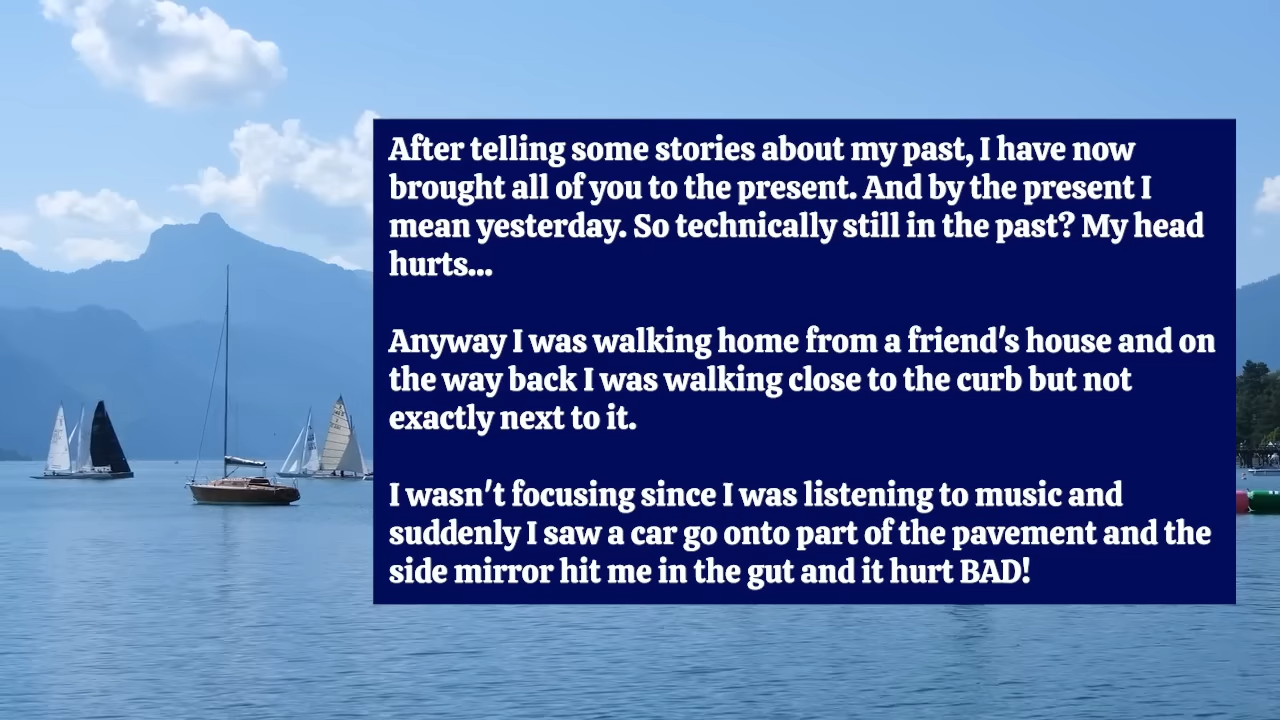 After telling some stories about my past, I have now
brought all of you to the present. And by the present I
mean yesterday. So technically still in the past? My head
hurts...
Anyway I was walking home from a friend's house and on
the way back I was walking close to the curb but not
exactly next to it.
I wasn't focusing since I was listening to music and
suddenly I saw a car go onto part of the pavement and the
side mirror hit me in the gut and it hurt BAD!